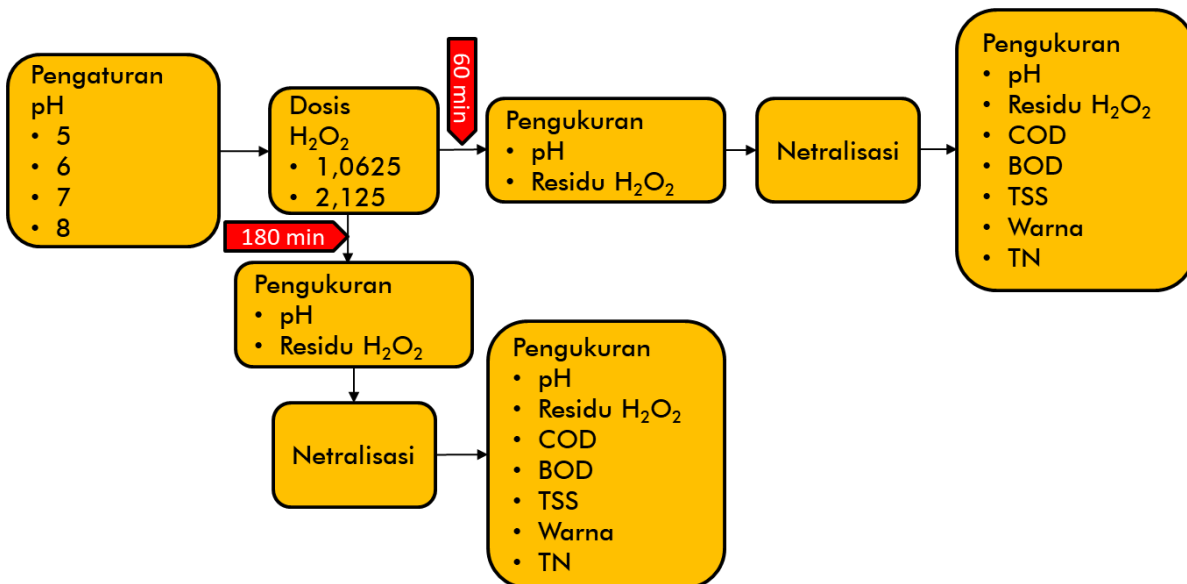 Pengaturan
pH
• 5
• 6
• 7
• 8
Dosis
H₂O₂
• 1,0625
• 2,125
60 min
Pengukuran
• pH
• Residu H₂O₂
Netralisasi
Pengukuran
• pH
• Residu H₂O₂
• COD
• BOD
• TSS
• Warna
• TN
180 min
Pengukuran
• pH
• Residu H₂O₂
Netralisasi
Pengukuran
• pH
• Residu H₂O₂
• COD
• BOD
• TSS
• Warna
• TN